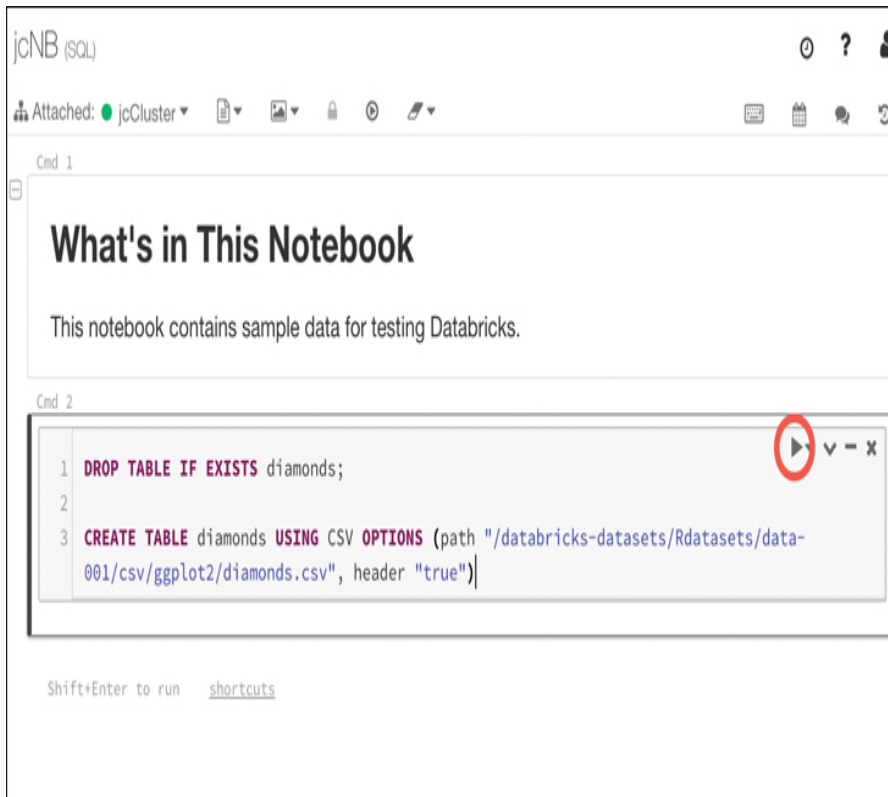 jcNB (SQL)
?
Attached: jcCluster
Cmd 1
What's in This Notebook
This notebook contains sample data for testing Databricks.
Cmd 2
1 DROP TABLE IF EXISTS diamonds;
2
3 CREATE TABLE diamonds USING CSV OPTIONS (path "/databricks-datasets/Rdatasets/data-
001/csv/ggplot2/diamonds.csv", header "true")
Shift+Enter to run shortcuts